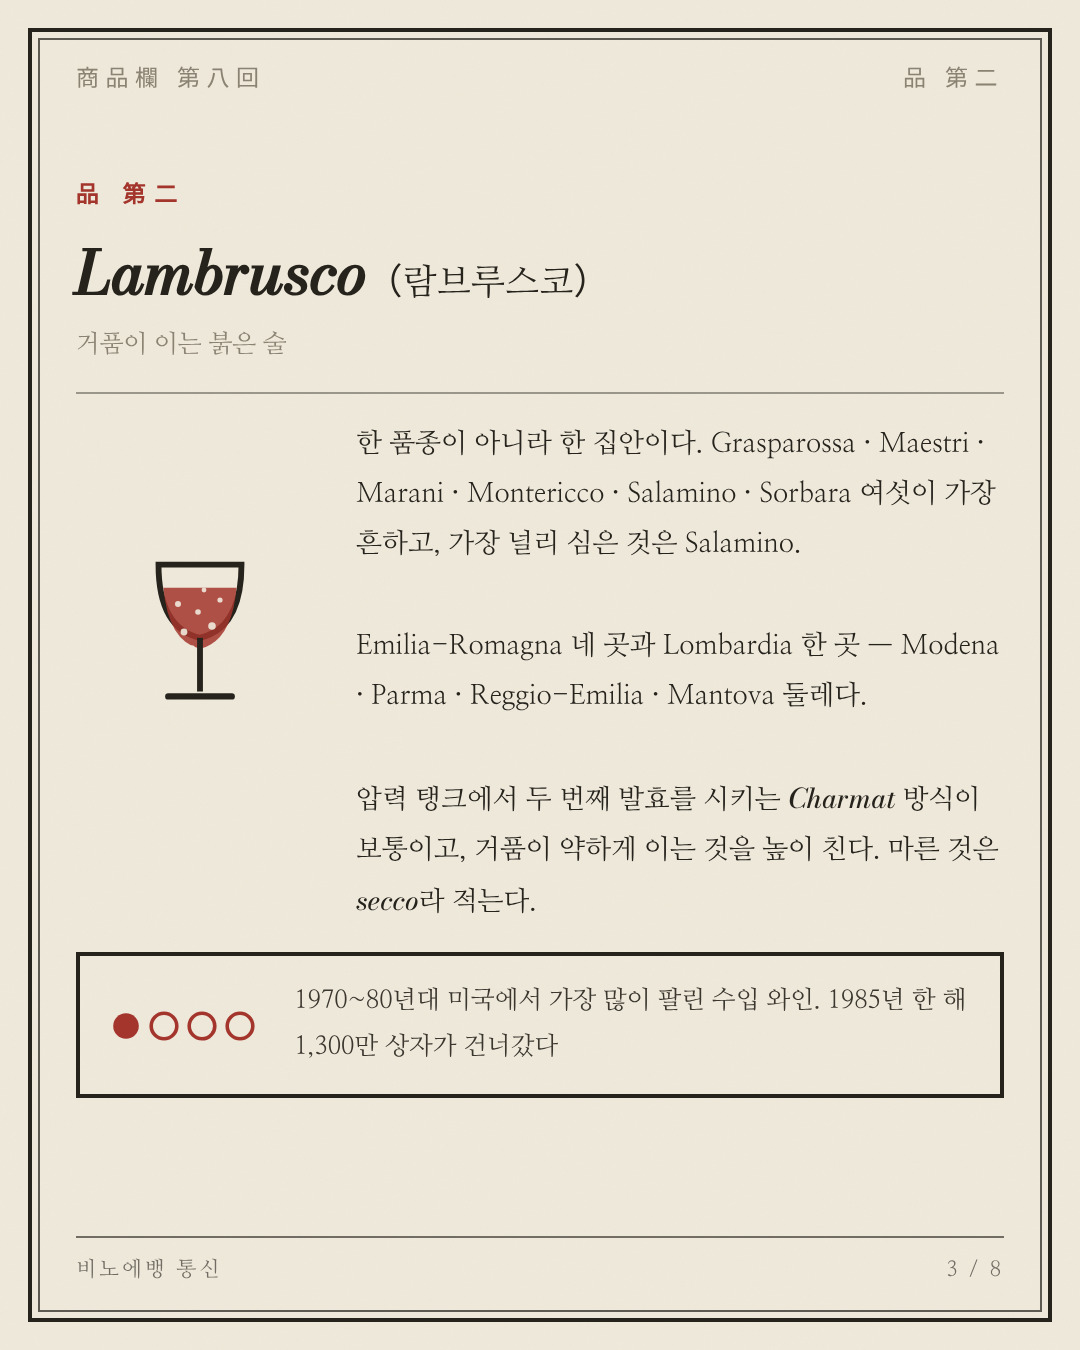 商品欄 第八回
品 第二
品 第二
Lambrusco (람브루스코)
거품이 이는 붉은 술
한 품종이 아니라 한 집안이다. Grasparossa · Maestri ·
Marani · Montericco · Salamino · Sorbara 여섯이 가장
흔하고, 가장 널리 심은 것은 Salamino.
Emilia-Romagna 네 곳과 Lombardia 한 곳 — Modena
· Parma · Reggio-Emilia · Mantova 둘레다.
압력 탱크에서 두 번째 발효를 시키는 Charmat 방식이
보통이고, 거품이 약하게 이는 것을 높이 친다. 마른 것은
secco라 적는다.
1970~80년대 미국에서 가장 많이 팔린 수입 와인. 1985년 한 해
1,300만 상자가 건너갔다
비노에뱅 통신
3 / 8